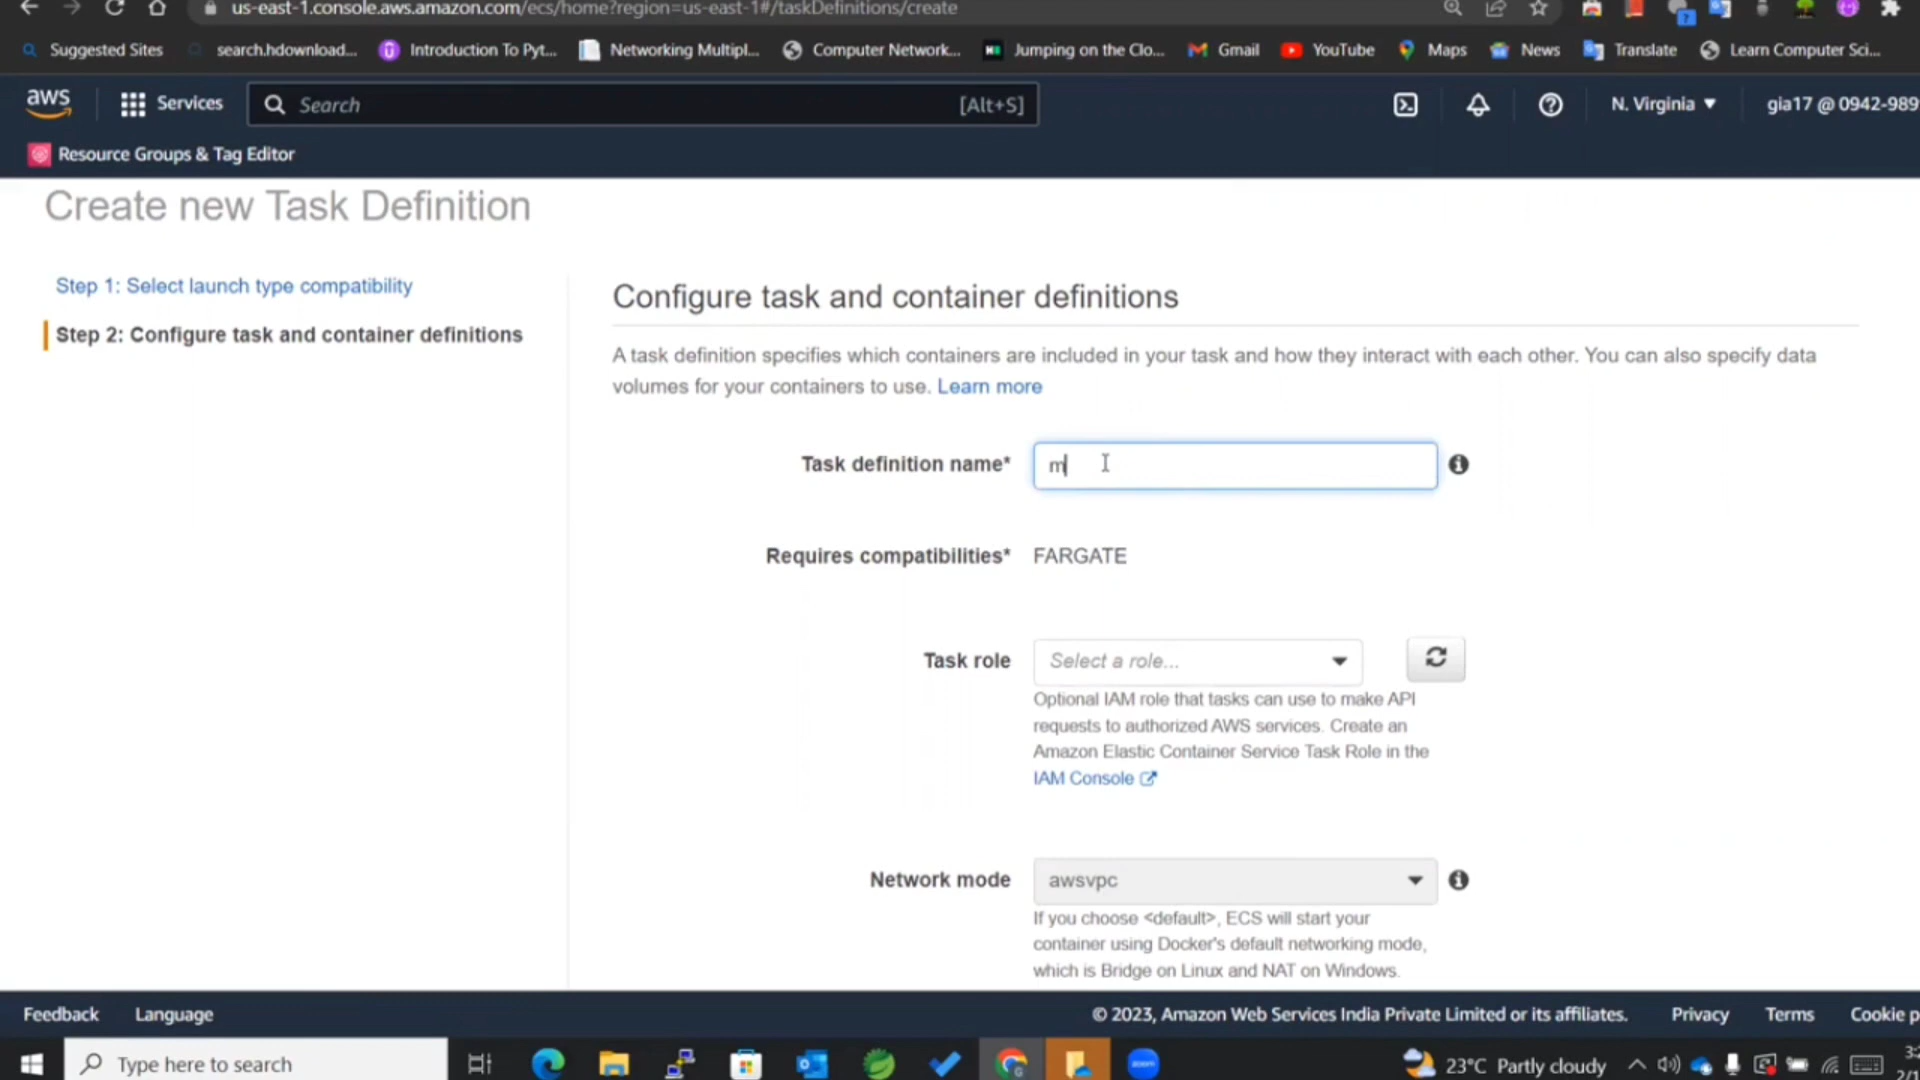 us-east-1.console.aws.amazon.com/ecs/home?region=us-east-1#/taskDefinitions/create
Suggested Sites search.hdownload... Introduction To Pyt... Networking Multipl... Computer Network... Jumping on the Clo... Gmail YouTube Maps News Translate Learn Computer Sci...
aws Services Search [Alt+S] N. Virginia gia17 @ 0942-989
Resource Groups & Tag Editor
Create new Task Definition
Step 1: Select launch type compatibility
Step 2: Configure task and container definitions
Configure task and container definitions
A task definition specifies which containers are included in your task and how they interact with each other. You can also specify data
volumes for your containers to use. Learn more
Task definition name* m
Requires compatibilities* FARGATE
Task role Select a role...
Optional IAM role that tasks can use to make API
requests to authorized AWS services. Create an
Amazon Elastic Container Service Task Role in the
IAM Console
Network mode awsvpc
If you choose <default>, ECS will start your
container using Docker's default networking mode,
which is Bridge on Linux and NAT on Windows.
Feedback Language © 2023, Amazon Web Services India Private Limited or its affiliates. Privacy Terms Cookie p
Type here to search zoom 23°C Partly cloudy